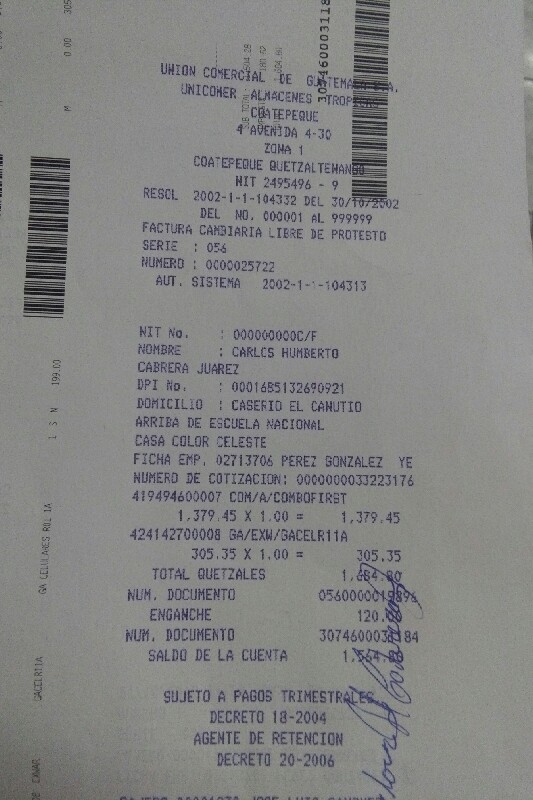 UNION COMERCIAL DE GUATEMALA
UNICOMER ALMACENES TROPIGAS
COATEPEQUE
4 AVENIDA 4-30
ZONA 1
COATEPEQUE QUETZALTENANGO
NIT 2495496 - 9
RESOL 2002-1-1-104332 DEL 30/10/2002
DEL NO. 000001 AL 999999
FACTURA CAMBIARIA LIBRE DE PROTESTO
SERIE : 056
NUMERO : 0000025722
AUT. SISTEMA 2002-1-1-104313
NIT No. : 000000000C/F
NOMBRE : CARLOS HUMBERTO
CABRERA JUAREZ
DPI No. : 0001685132690921
DOMICILIO : CASERIO EL CANUTIO
ARRIBA DE ESCUELA NACIONAL
CASA COLOR CELESTE
FICHA EMP. 02713706 PEREZ GONZALEZ YE
NUMERO DE COTIZACION: 0000000033223176
419494600007 COM/A/COMBOFIRST
1,379.45 X 1.00 = 1,379.45
424142700008 GA/EXW/GACELR11A
305.35 X 1.00 = 305.35
TOTAL QUETZALES 1,684.80
NUM. DOCUMENTO
ENGANCHE 120.
NUM. DOCUMENTO
SALDO DE LA CUENTA
SUJETO A PAGOS TRIMESTRALES
DECRETO 18-2004
AGENTE DE RETENCION
DECRETO 20-2006
GA CELULARES ROL 1A
1 S N 199.00
GACELR11A
M 0.00 305